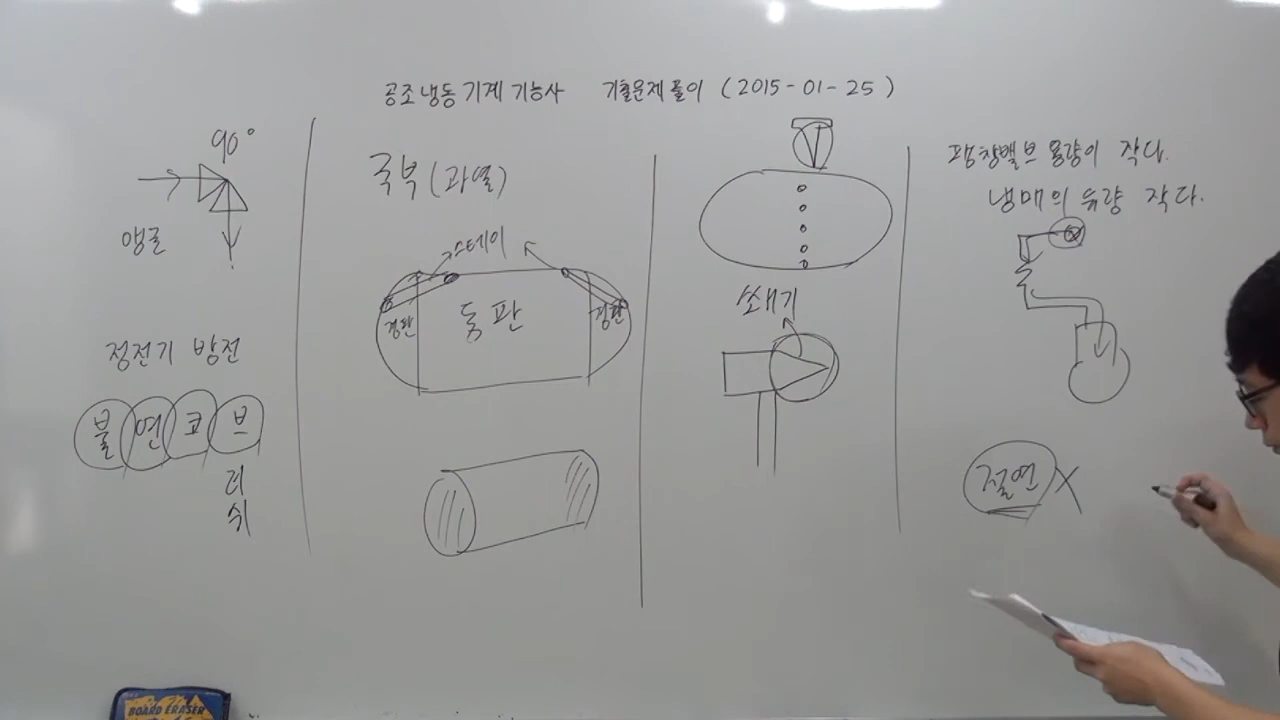 공조냉동기계기능사 기출문제풀이 (2015-01-25)
90°
앵글
정전기 방전
불연코브
러
쉬
국부(과열)
스테이
경판
동판
경판
쐐기
팽창밸브 용량이 작다.
냉매의 유량 작다.
절연 X
BOARD ERASER